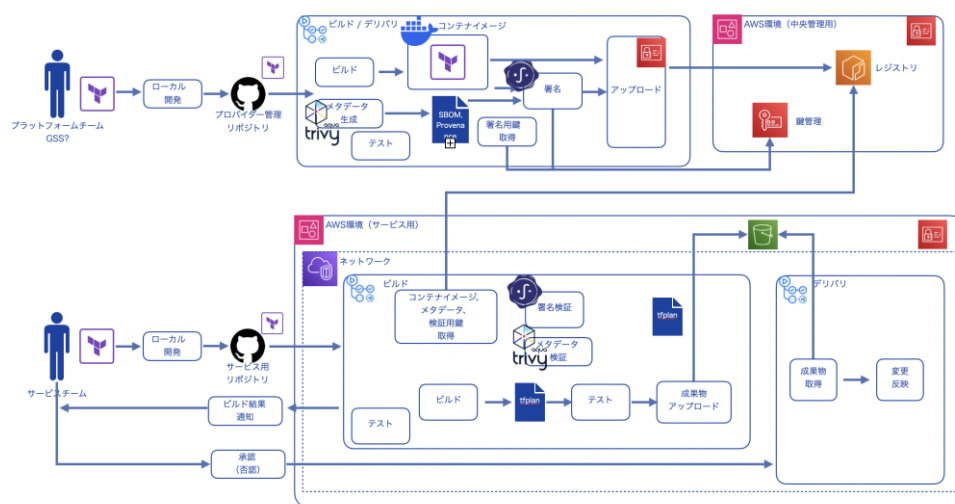 ビルド / デリバリ
コンテナイメージ
AWS環境（中央管理用）
ビルド
レジストリ
ローカル
開発
プロバイダー管理
リポジトリ
プラットフォームチーム
GSS?
aqua
trivy
メタデータ
生成
SBOM,
Provena
nce
署名
アップロード
署名用鍵
取得
テスト
鍵管理
AWS環境（サービス用）
ネットワーク
ビルド
デリバリ
コンテナイメージ、
メタデータ、
検証用鍵
取得
署名検証
tfplan
aqua
trivy
メタデータ
検証
ローカル
開発
サービス用
リポジトリ
サービスチーム
成果物
取得
変更
反映
ビルド
tfplan
テスト
成果物
アップロード
ビルド結果
通知
テスト
承認
（否認）